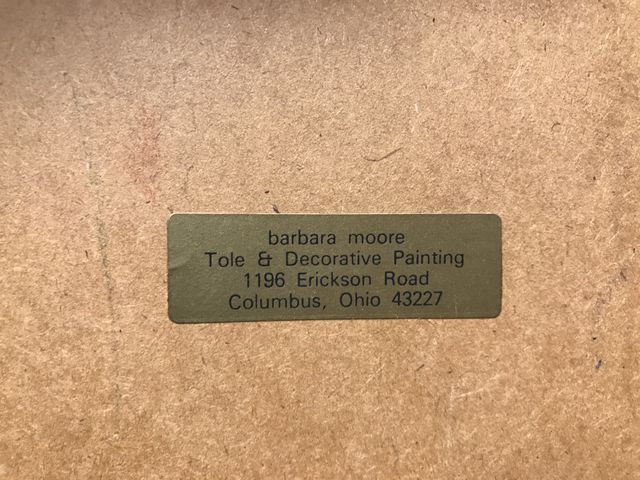 barbara moore
Tole & Decorative Painting
1196 Erickson Road
Columbus, Ohio 43227